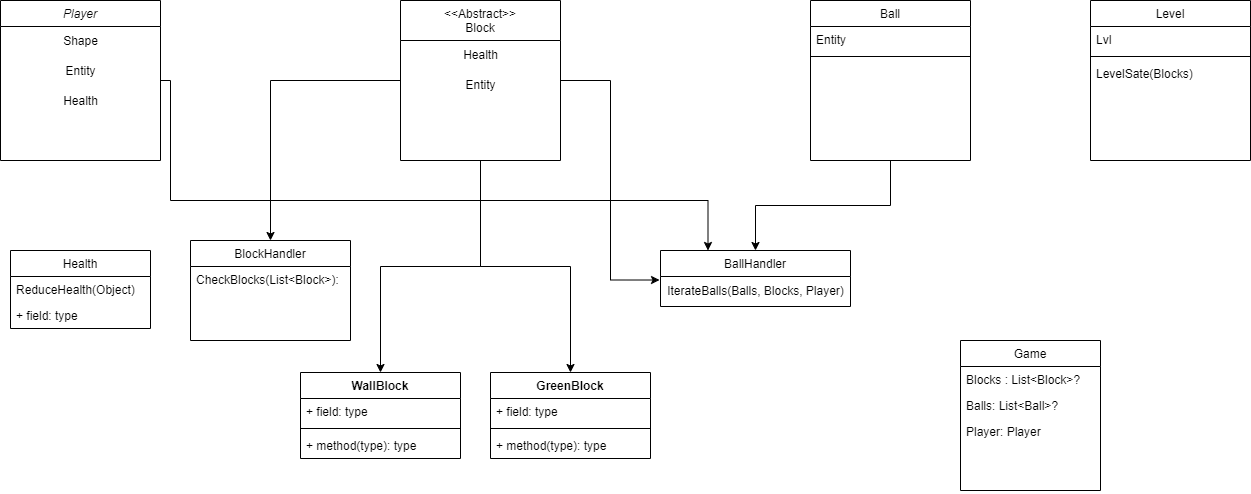 Player
Shape
Entity
Health
<<Abstract>>
Block
Health
Entity
Ball
Entity
Level
Lvl
LevelSate(Blocks)
Health
ReduceHealth(Object)
+ field: type
BlockHandler
CheckBlocks(List<Block>):
BallHandler
IterateBalls(Balls, Blocks, Player)
WallBlock
+ field: type
+ method(type): type
GreenBlock
+ field: type
+ method(type): type
Game
Blocks : List<Block>?
Balls: List<Ball>?
Player: Player